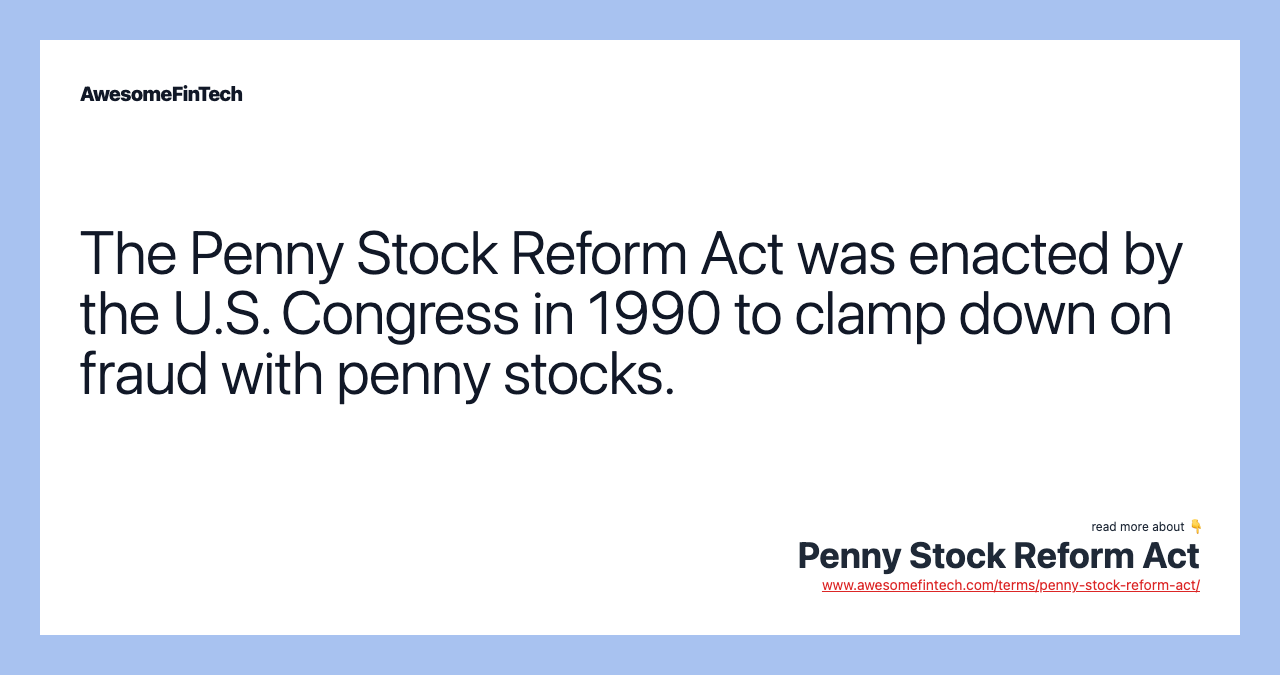 AwesomeFinTech
The Penny Stock Reform Act was enacted by
the U.S. Congress in 1990 to clamp down on
fraud with penny stocks.
read more about 👇
Penny Stock Reform Act
www.awesomefintech.com/terms/penny-stock-reform-act/